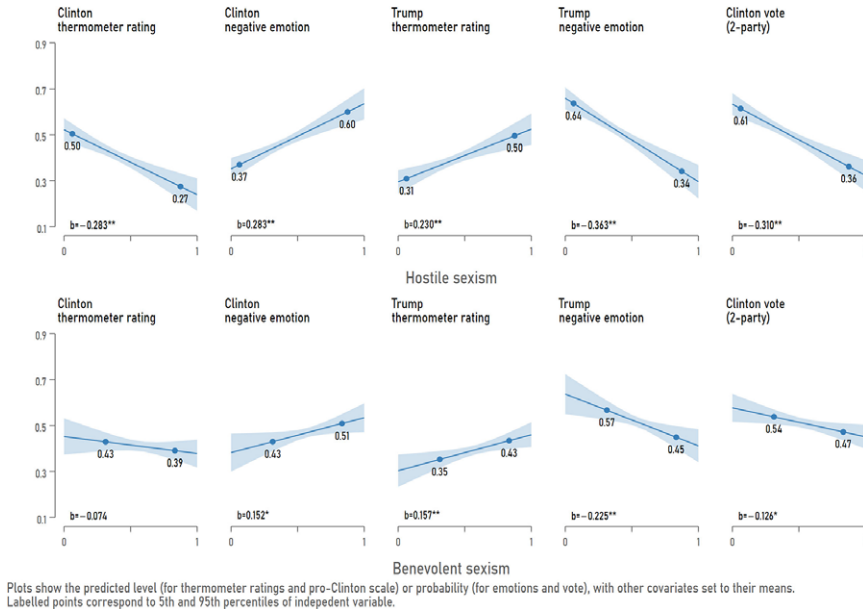 Clinton thermometer rating
Clinton negative emotion
Trump thermometer rating
Trump negative emotion
Clinton vote (2-party)
0.9
0.7
0.5
0.3
0.1
0.50
0.27
0.37
0.60
0.31
0.50
0.64
0.34
0.61
0.36
b=−0.283**
b=0.283**
b=0.230**
b=−0.363**
b=−0.310**
0 1 0 1 0 1 0 1 0
Hostile sexism
Clinton thermometer rating
Clinton negative emotion
Trump thermometer rating
Trump negative emotion
Clinton vote (2-party)
0.9
0.7
0.5
0.3
0.1
0.43
0.39
0.43
0.51
0.35
0.43
0.57
0.45
0.54
0.47
b=−0.074
b=0.152*
b=0.157**
b=−0.225**
b=−0.126*
0 1 0 1 0 1 0 1 0
Benevolent sexism
Plots show the predicted level (for thermometer ratings and pro-Clinton scale) or probability (for emotions and vote), with other covariates set to their means.
Labelled points correspond to 5th and 95th percentiles of indepedent variable.